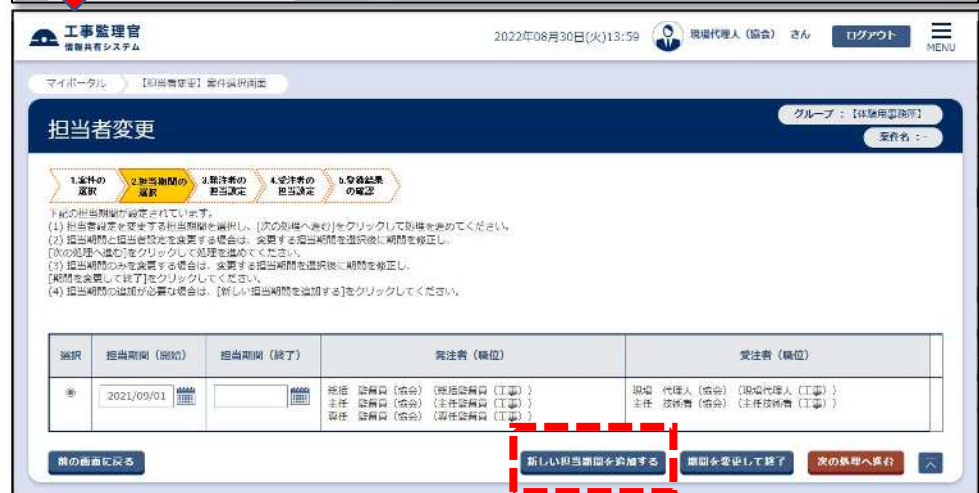 工事監理官
情報共有システム
2022年08月30日(火)13:59
現場代理人（協会） さん
ログアウト
MENU
マイポータル
【担当者変更】案件選択画面
担当者変更
グループ：【体験用事務所】
案件名：-
1.案件の選択
2.担当期間の選択
3.発注者の担当設定
4.受注者の担当設定
5.登録結果の確認
下記の担当期間が設定されています。
(1) 担当者設定を変更する担当期間を選択し、[次の処理へ進む]をクリックして処理を進めてください。
(2) 担当期間と担当者設定を変更する場合は、変更する担当期間を選択後に期間を修正し、
[次の処理へ進む]をクリックして処理を進めてください。
(3) 担当期間のみを変更する場合は、変更する担当期間を選択後に期間を修正し、
[期間を変更して終了]をクリックしてください。
(4) 担当期間の追加が必要な場合は、[新しい担当期間を追加する]をクリックしてください。
選択 担当期間（開始） 担当期間（終了） 発注者（職位） 受注者（職位）
2021/09/01
総括 監督員（協会）（総括監督員（工事））
主任 監督員（協会）（主任監督員（工事））
専任 監督員（協会）（専任監督員（工事））
現場 代理人（協会）（現場代理人（工事））
主任 技術者（協会）（主任技術者（工事））
前の画面に戻る
新しい担当期間を追加する
期間を変更して終了
次の処理へ進む